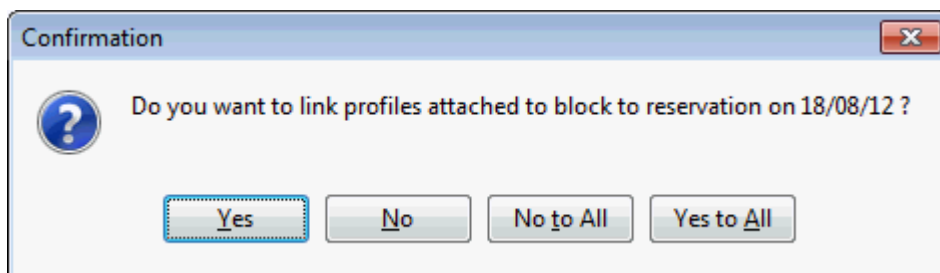 Confirmation
Do you want to link profiles attached to block to reservation on 18/08/12 ?
Yes No No to All Yes to All